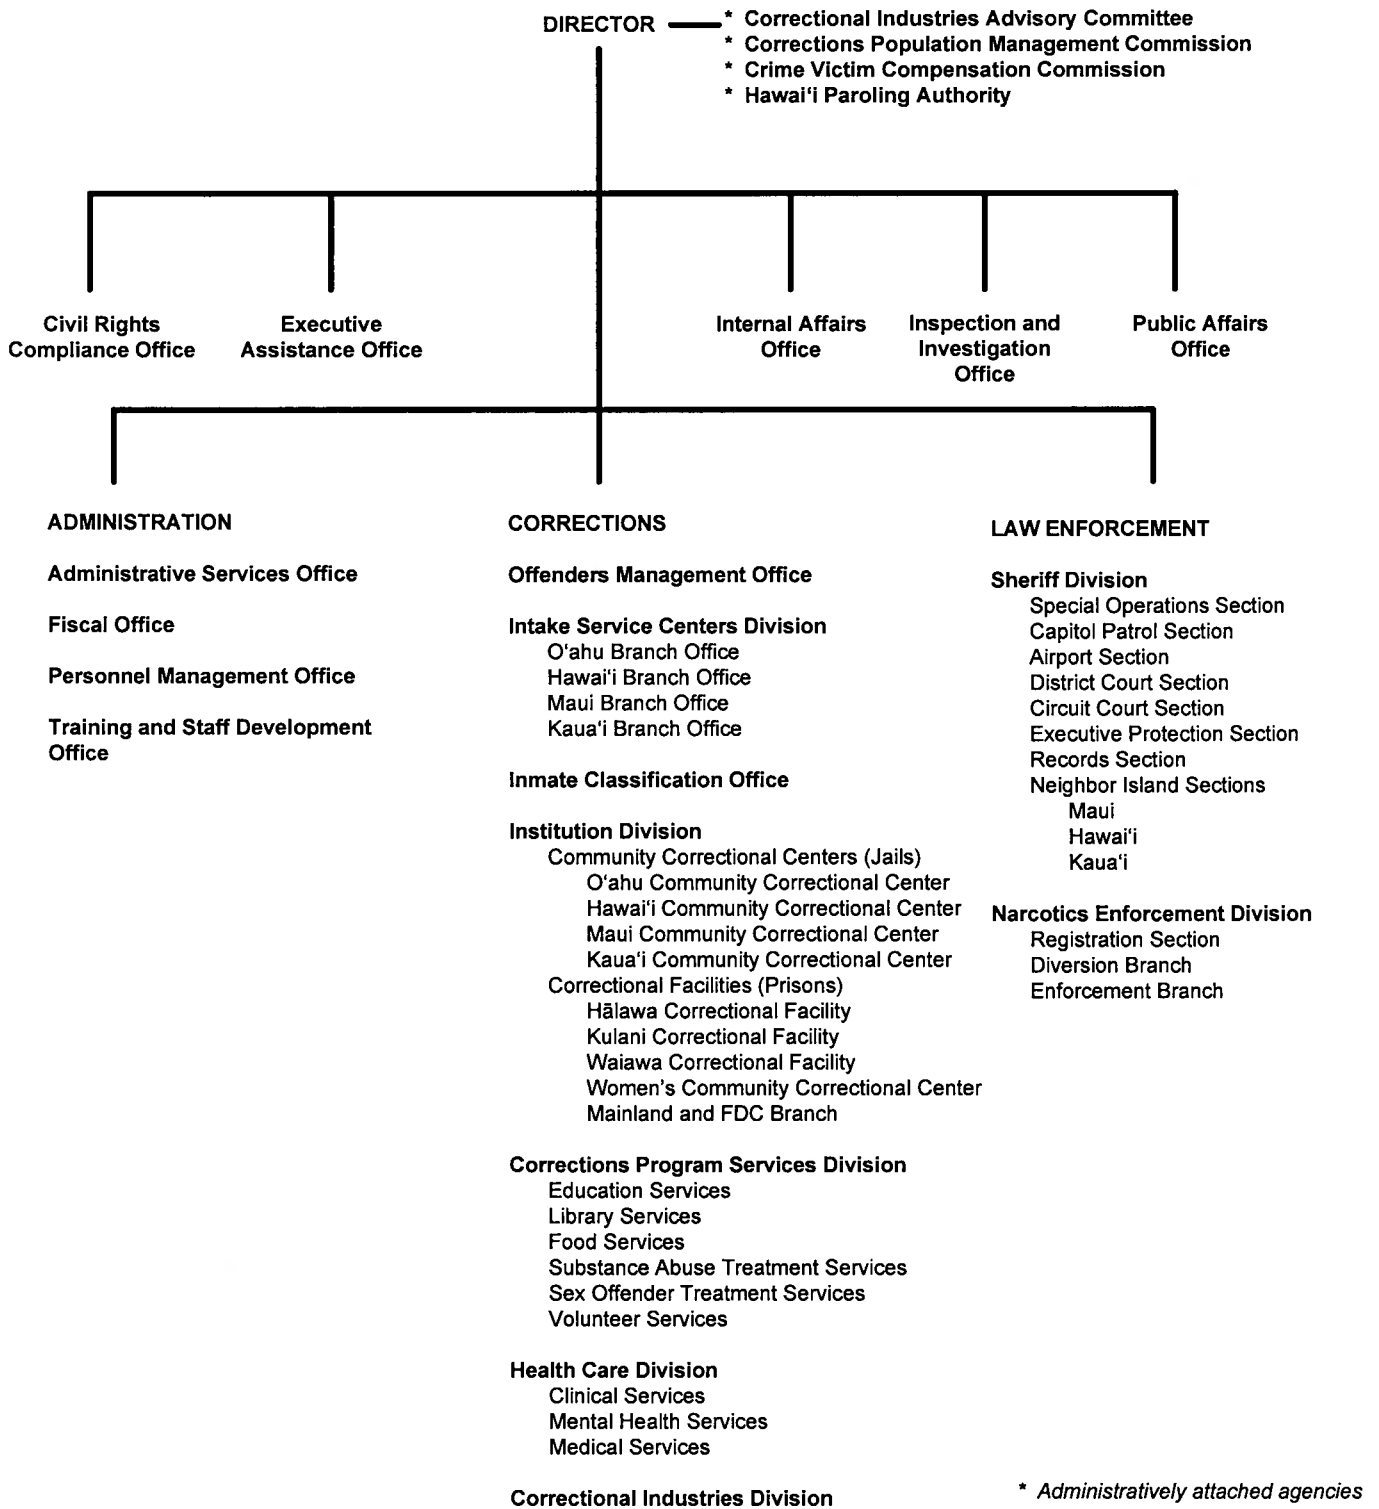 DIRECTOR
* Correctional Industries Advisory Committee
* Corrections Population Management Commission
* Crime Victim Compensation Commission
* Hawai‘i Paroling Authority
Civil Rights
Compliance Office
Executive
Assistance Office
Internal Affairs
Office
Inspection and
Investigation
Office
Public Affairs
Office
ADMINISTRATION
Administrative Services Office
Fiscal Office
Personnel Management Office
Training and Staff Development
Office
CORRECTIONS
Offenders Management Office
Intake Service Centers Division
O‘ahu Branch Office
Hawai‘i Branch Office
Maui Branch Office
Kaua‘i Branch Office
Inmate Classification Office
Institution Division
Community Correctional Centers (Jails)
O‘ahu Community Correctional Center
Hawai‘i Community Correctional Center
Maui Community Correctional Center
Kaua‘i Community Correctional Center
Correctional Facilities (Prisons)
Hālawa Correctional Facility
Kulani Correctional Facility
Waiawa Correctional Facility
Women's Community Correctional Center
Mainland and FDC Branch
Corrections Program Services Division
Education Services
Library Services
Food Services
Substance Abuse Treatment Services
Sex Offender Treatment Services
Volunteer Services
Health Care Division
Clinical Services
Mental Health Services
Medical Services
Correctional Industries Division
LAW ENFORCEMENT
Sheriff Division
Special Operations Section
Capitol Patrol Section
Airport Section
District Court Section
Circuit Court Section
Executive Protection Section
Records Section
Neighbor Island Sections
Maui
Hawai‘i
Kaua‘i
Narcotics Enforcement Division
Registration Section
Diversion Branch
Enforcement Branch
* Administratively attached agencies